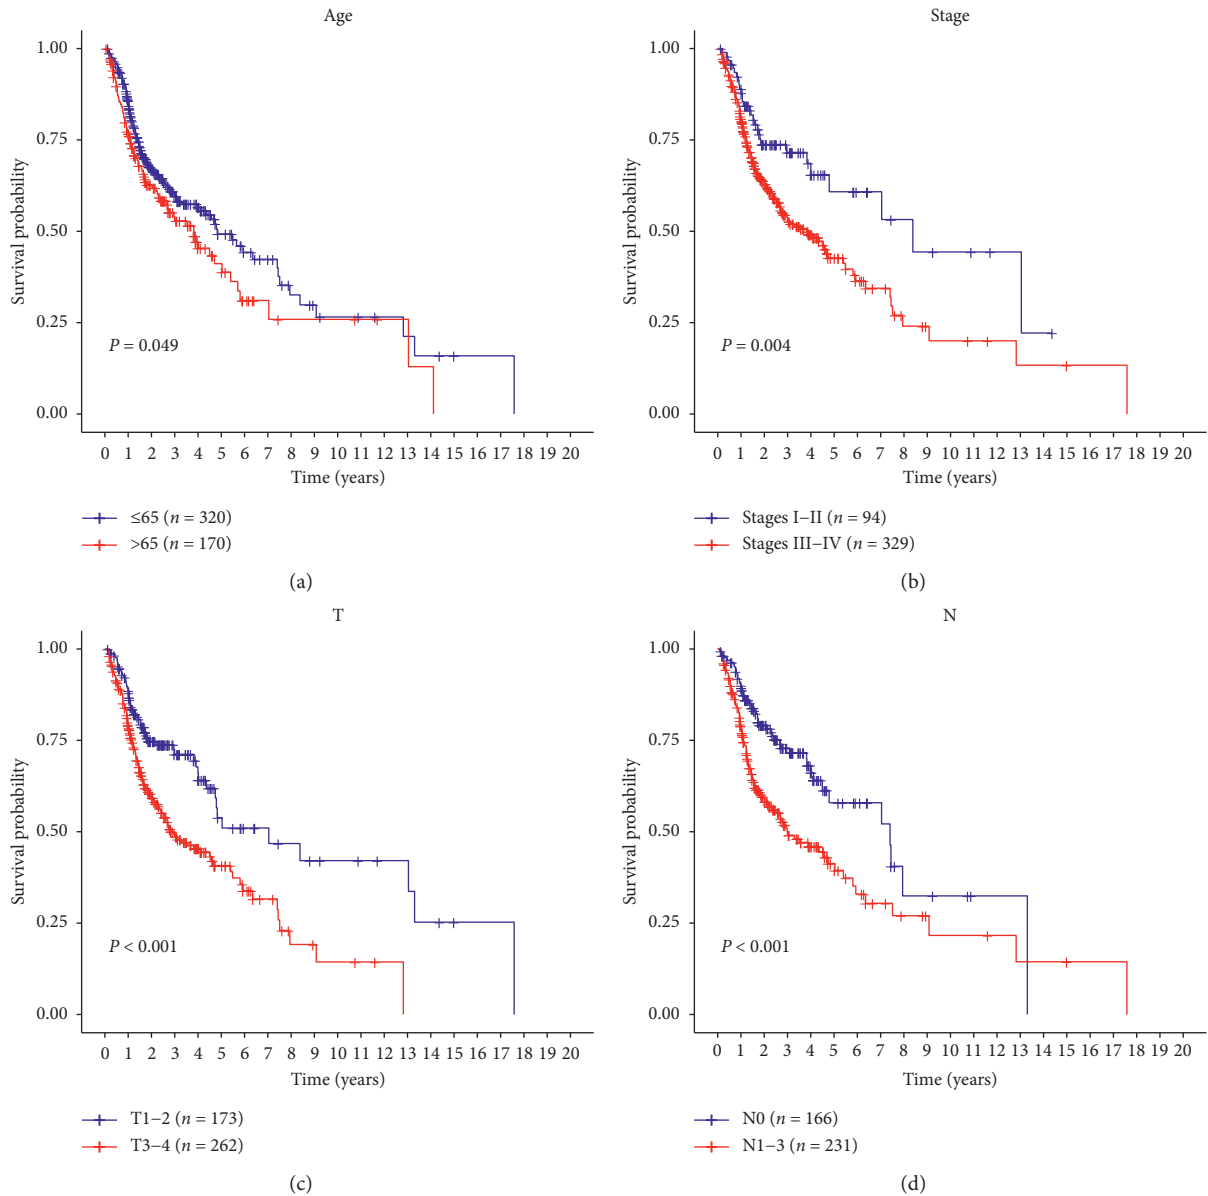 Age
Survival probability
1.00
0.75
0.50
0.25
0.00
P = 0.049
0 1 2 3 4 5 6 7 8 9 10 11 12 13 14 15 16 17 18 19 20
Time (years)
≤65 (n = 320)
>65 (n = 170)
(a)
Stage
Survival probability
1.00
0.75
0.50
0.25
0.00
P = 0.004
0 1 2 3 4 5 6 7 8 9 10 11 12 13 14 15 16 17 18 19 20
Time (years)
Stages I–II (n = 94)
Stages III–IV (n = 329)
(b)
T
Survival probability
1.00
0.75
0.50
0.25
0.00
P < 0.001
0 1 2 3 4 5 6 7 8 9 10 11 12 13 14 15 16 17 18 19 20
Time (years)
T1–2 (n = 173)
T3–4 (n = 262)
(c)
N
Survival probability
1.00
0.75
0.50
0.25
0.00
P < 0.001
0 1 2 3 4 5 6 7 8 9 10 11 12 13 14 15 16 17 18 19 20
Time (years)
N0 (n = 166)
N1–3 (n = 231)
(d)